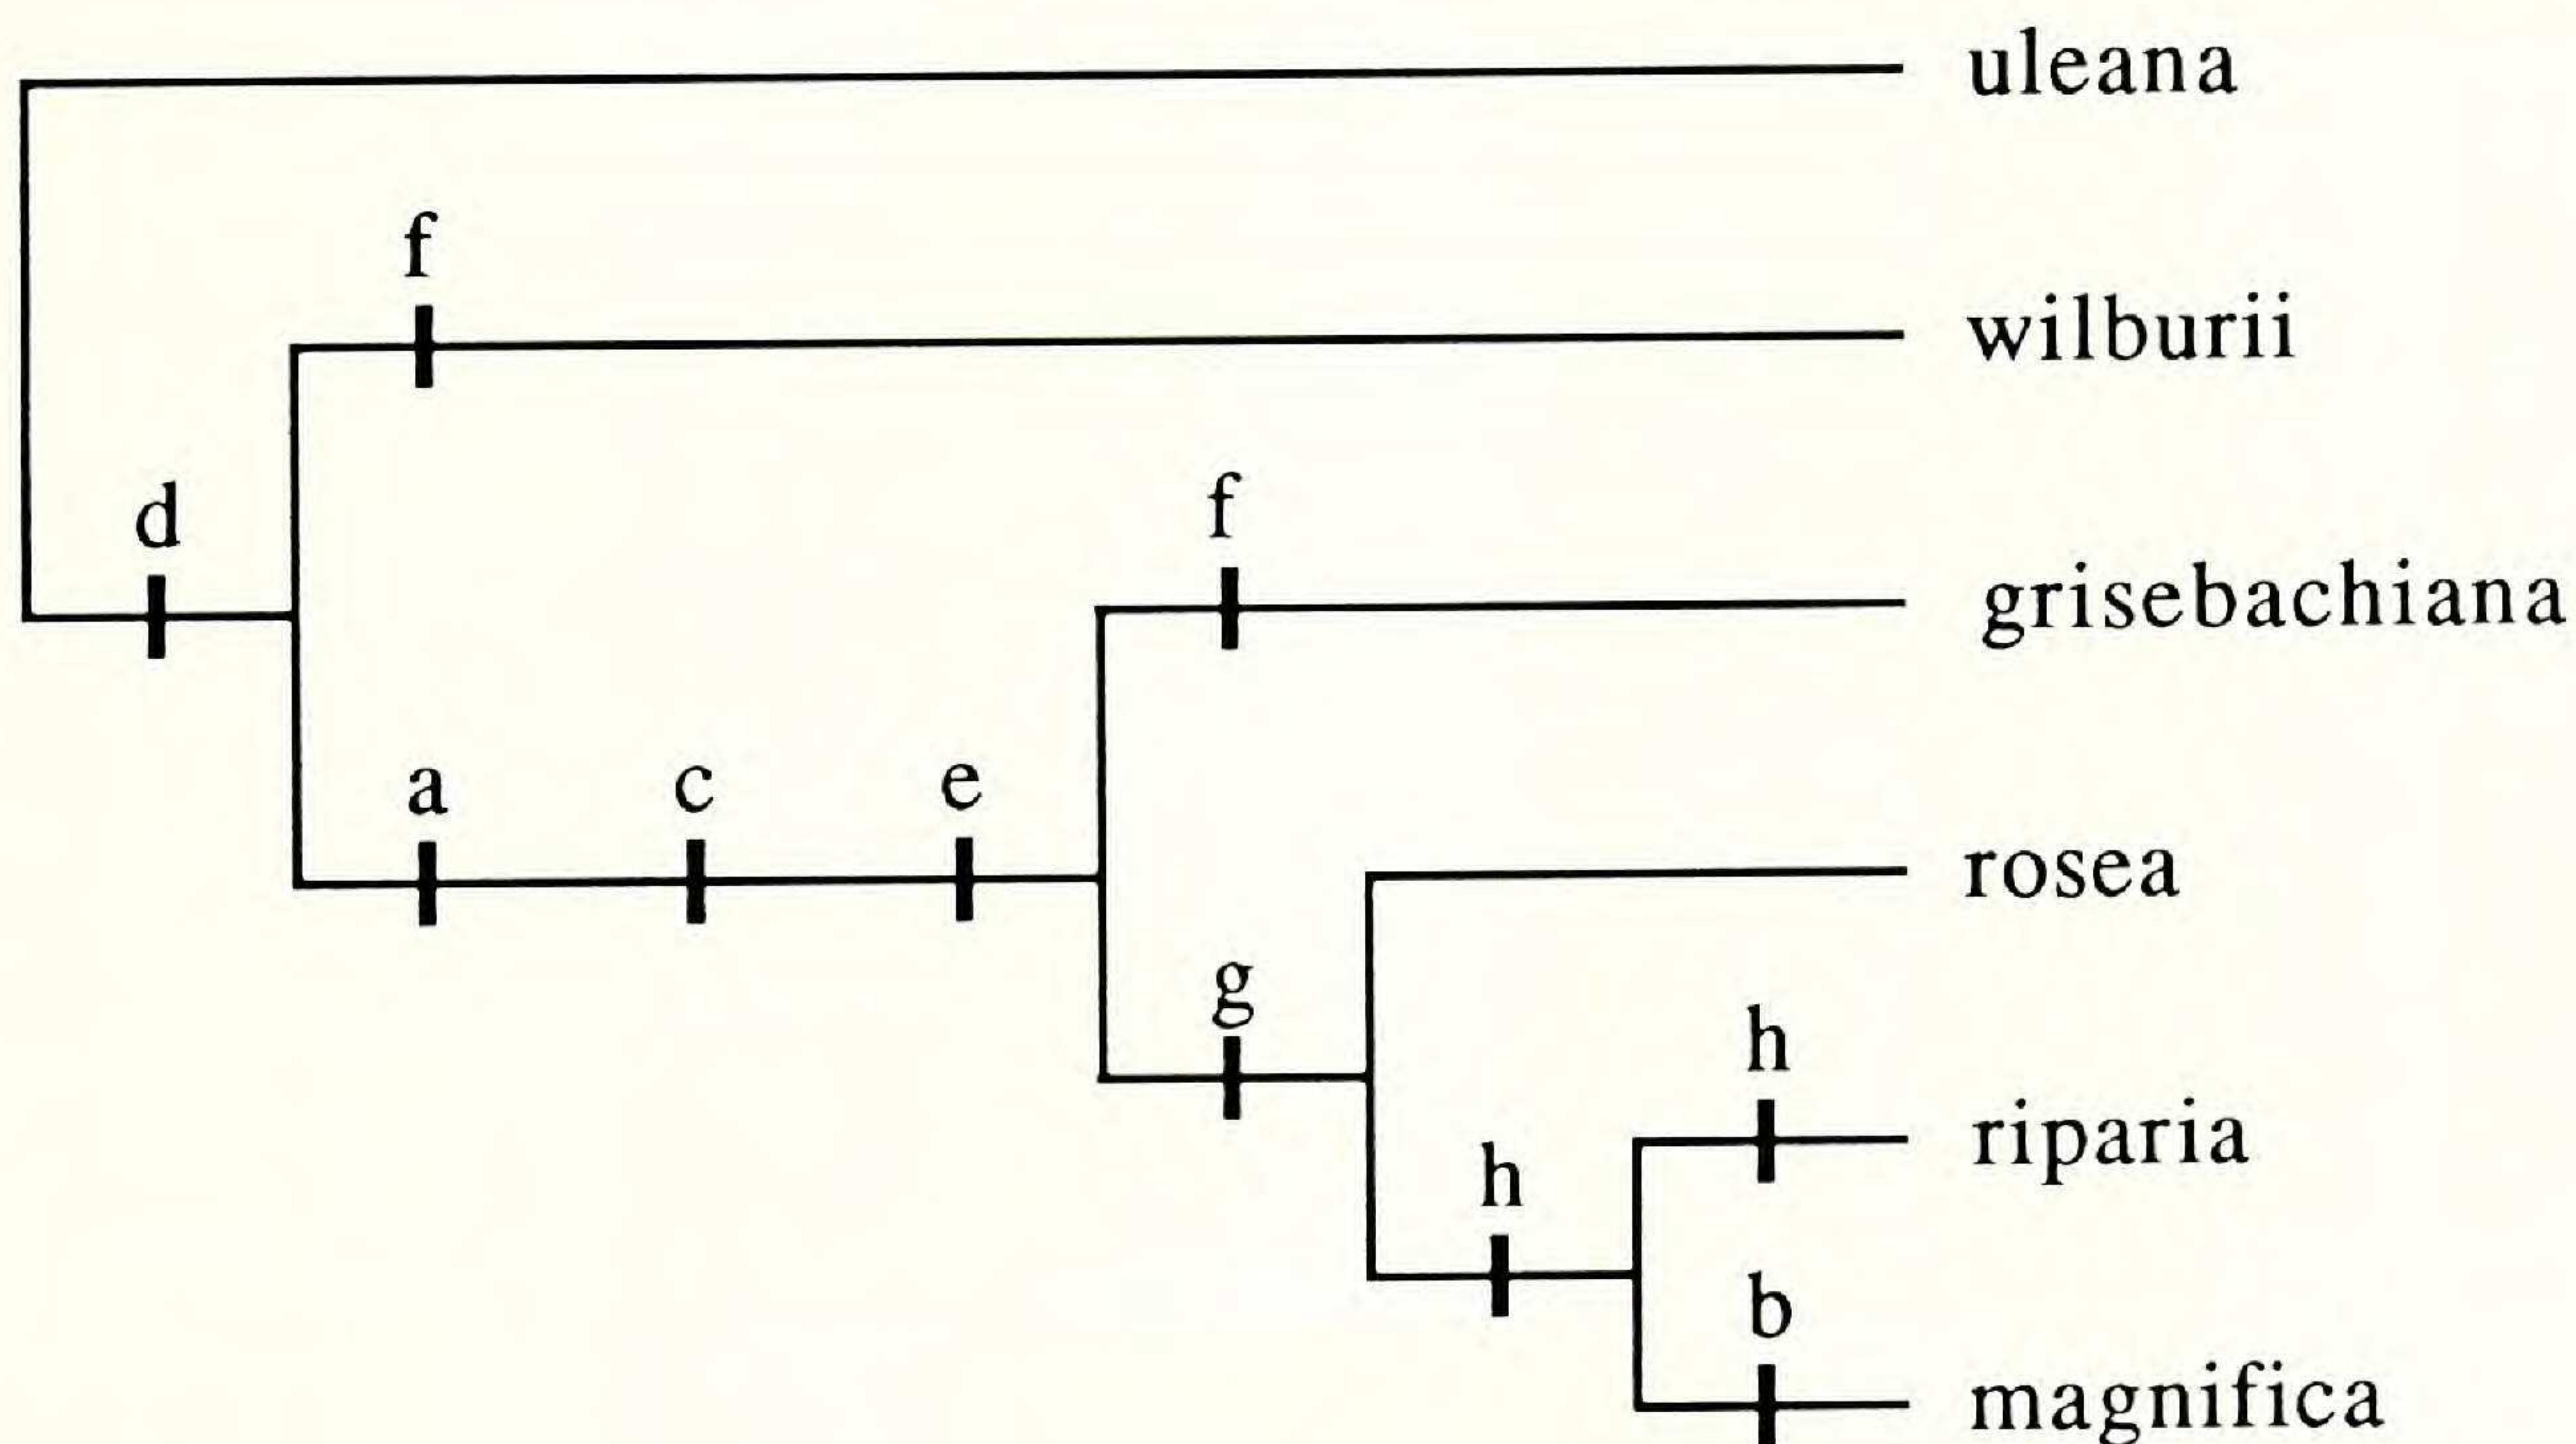 uleana
f
wilburii
d
f
grisebachiana
a c e
rosea
g
h
riparia
h
b
magnifica